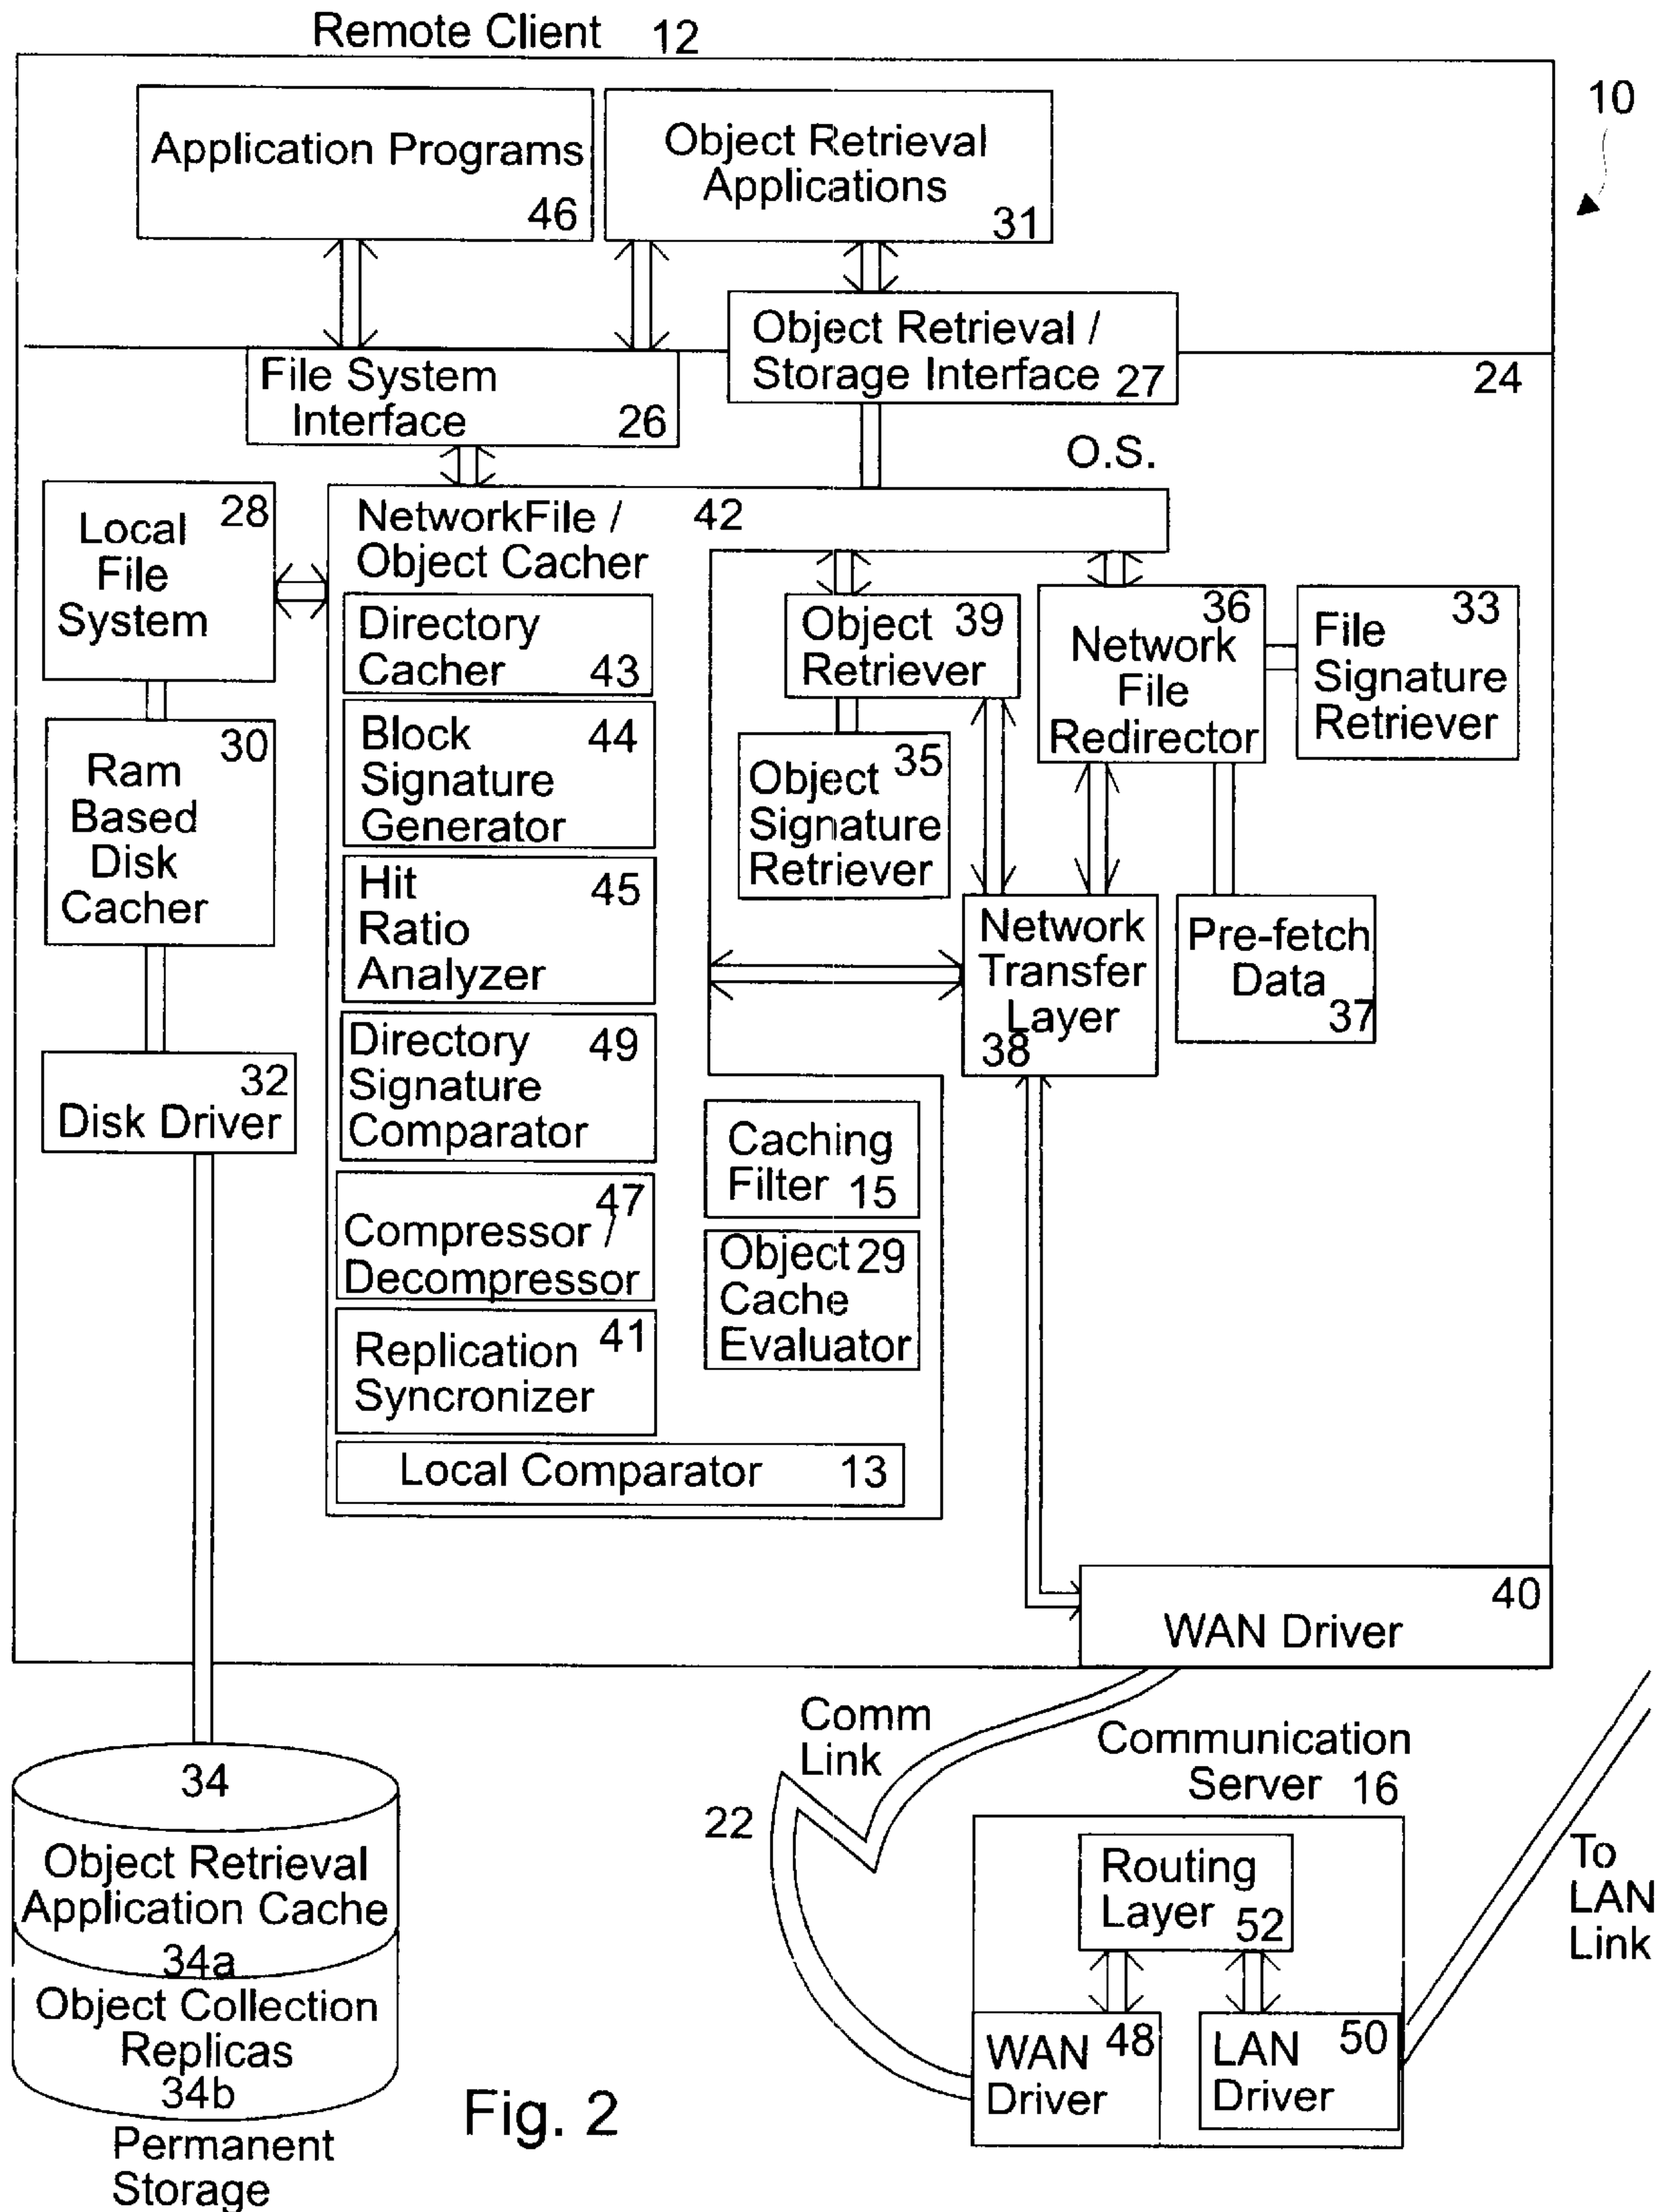 Remote Client 12
10
Application Programs
46
Object Retrieval
Applications
31
Object Retrieval /
Storage Interface 27
24
File System
Interface 26
O.S.
28
Local
File
System
NetworkFile / 42
Object Cacher
Directory
Cacher 43
Block 44
Signature
Generator
Hit 45
Ratio
Analyzer
Directory 49
Signature
Comparator
47
Compressor /
Decompressor
41
Replication
Syncronizer
Local Comparator 13
Caching
Filter 15
Object 29
Cache
Evaluator
Object 39
Retriever
35
Object
Signature
Retriever
36
Network
File
Redirector
33
File
Signature
Retriever
Network
Transfer
Layer
38
Pre-fetch
Data
37
30
Ram
Based
Disk
Cacher
32
Disk Driver
40
WAN Driver
34
Object Retrieval
Application Cache
34a
Object Collection
Replicas
34b
Permanent
Storage
Comm
Link
22
Communication
Server 16
Routing
Layer 52
WAN 48
Driver
LAN 50
Driver
To
LAN
Link
Fig. 2